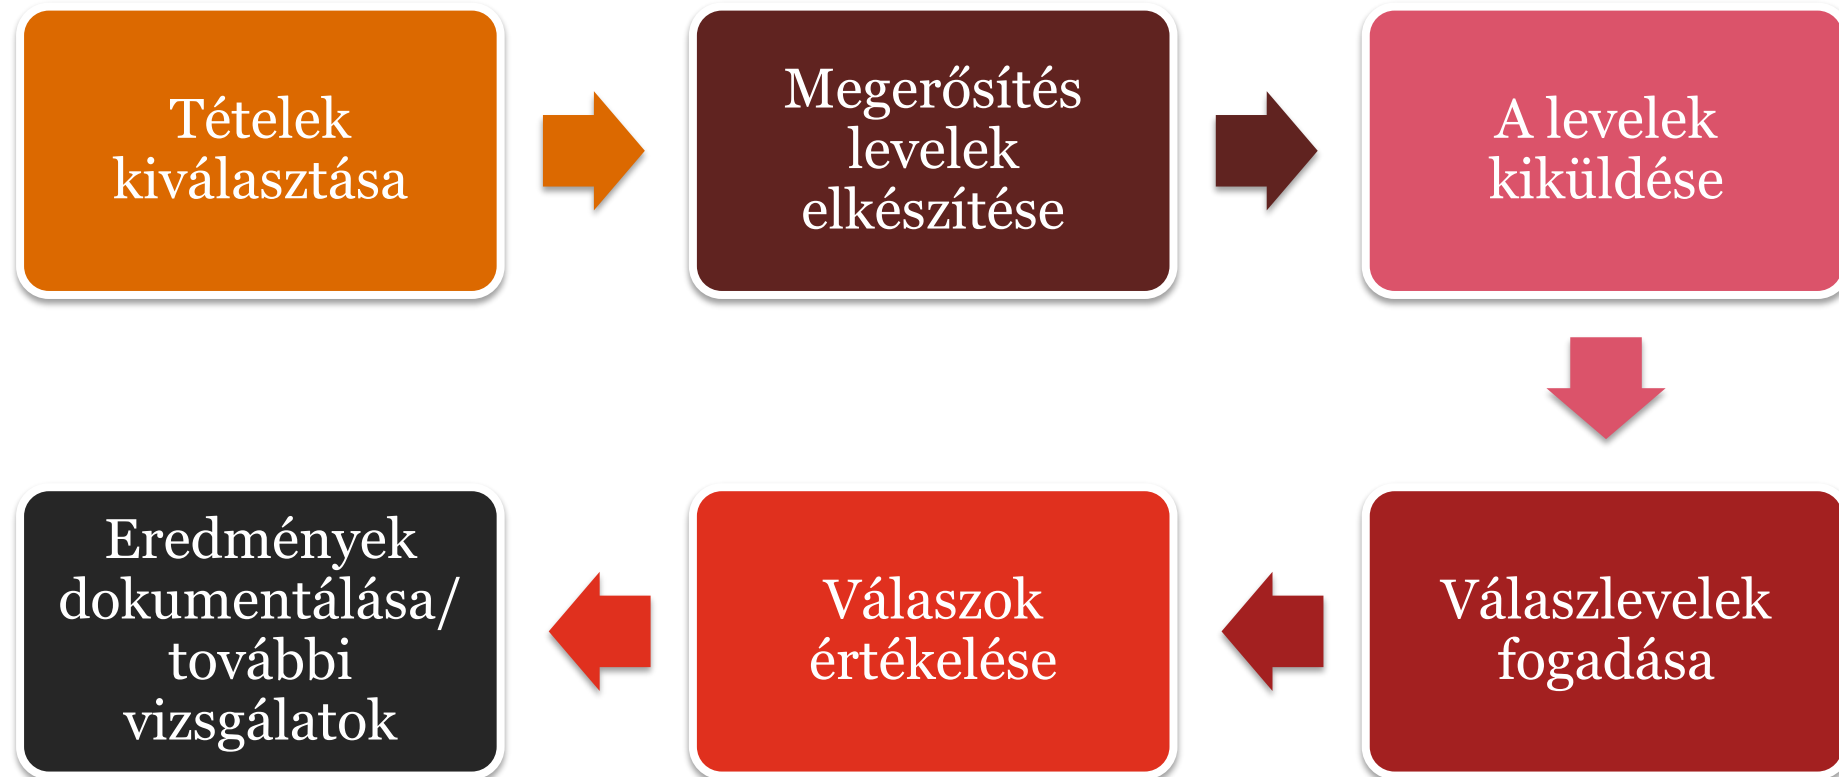 Tételek
kiválasztása
Megerősítés
levelek
elkészítése
A levelek
kiküldése
Válaszlevelek
fogadása
Válaszok
értékelése
Eredmények
dokumentálása/
további
vizsgálatok